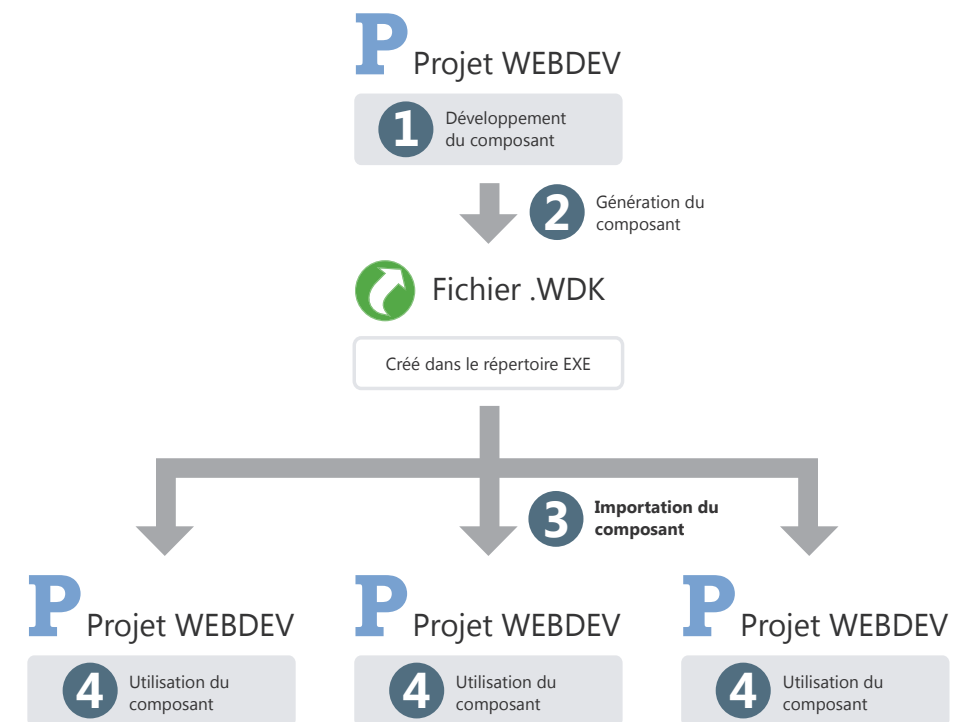 P Projet WEBDEV
1 Développement
du composant
2 Génération du
composant
Fichier .WDK
Créé dans le répertoire EXE
3 Importation du
composant
P Projet WEBDEV
4 Utilisation du
composant
P Projet WEBDEV
4 Utilisation du
composant
P Projet WEBDEV
4 Utilisation du
composant